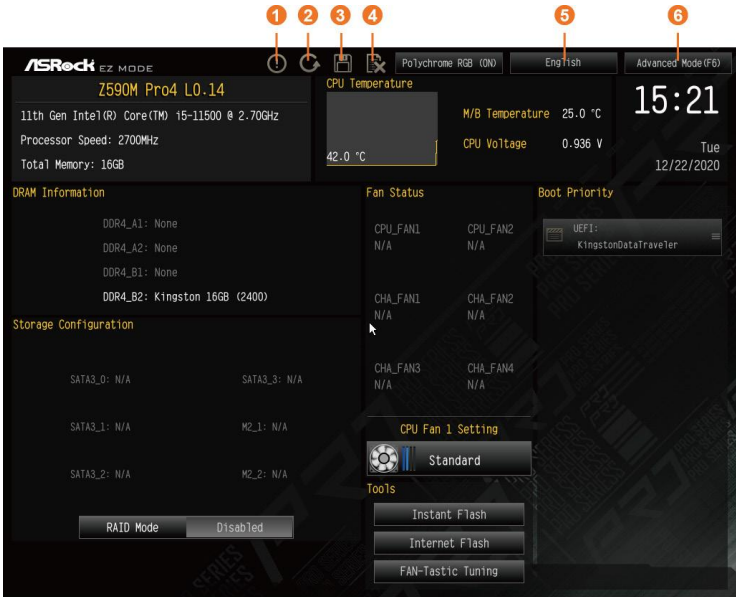 1 2 3 4 5 6
ASRock EZ MODE
Polychrome RGB (ON)
English
Advanced Mode(F6)
Z590M Pro4 L0.14
11th Gen Intel(R) Core(TM) i5-11500 @ 2.70GHz
Processor Speed: 2700MHz
Total Memory: 16GB
CPU Temperature
42.0 °C
M/B Temperature 25.0 °C
CPU Voltage 0.936 V
15:21
Tue
12/22/2020
DRAM Information
DDR4_A1: None
DDR4_A2: None
DDR4_B1: None
DDR4_B2: Kingston 16GB (2400)
Storage Configuration
SATA3_0: N/A SATA3_3: N/A
SATA3_1: N/A M2_1: N/A
SATA3_2: N/A M2_2: N/A
RAID Mode Disabled
Fan Status
CPU_FAN1 CPU_FAN2
N/A N/A
CHA_FAN1 CHA_FAN2
N/A N/A
CHA_FAN3 CHA_FAN4
N/A N/A
CPU Fan 1 Setting
Standard
Tools
Instant Flash
Internet Flash
FAN-Tastic Tuning
Boot Priority
UEFI:
KingstonDataTraveler